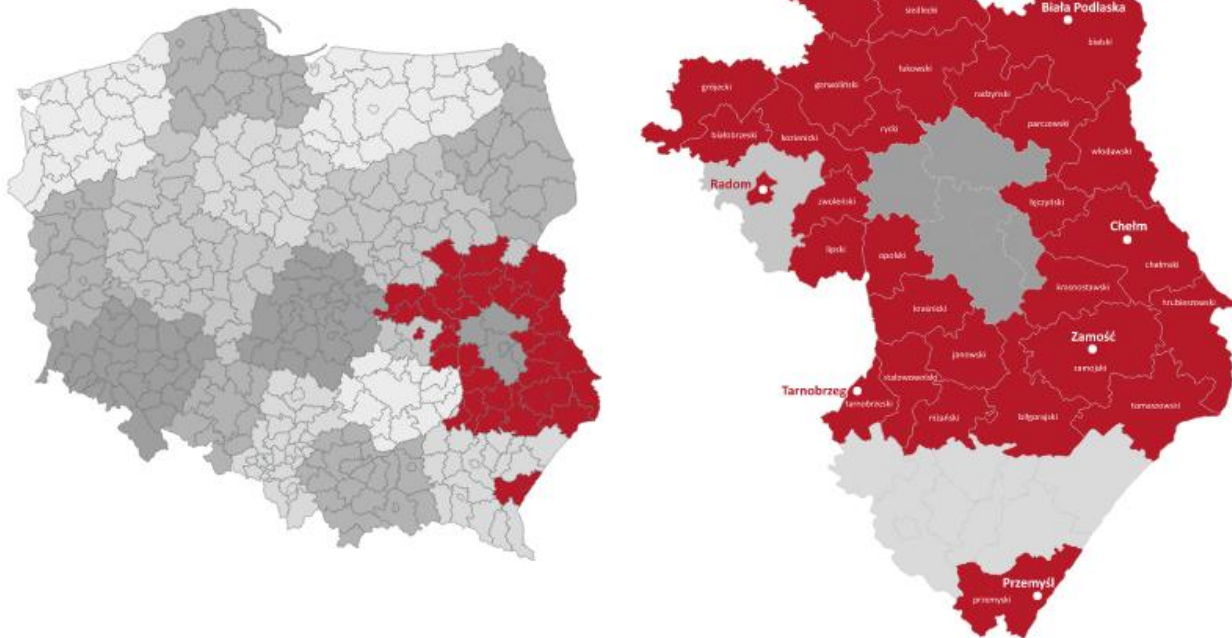 siedlecki
Biała Podlaska
bialski
łukowski
garwoliński
grójecki
radzyński
parczewski
rycki
białobrzeski
kozienicki
włodawski
Radom
zwoleński
łęczyński
Chełm
lipski
opolski
chełmski
krasnostawski
hrubieszowski
kraśnicki
Zamość
janowski
zamojski
stalowowolski
Tarnobrzeg
tarnobrzeski
niżański
biłgorajski
tomaszowski
Przemyśl
przemyski